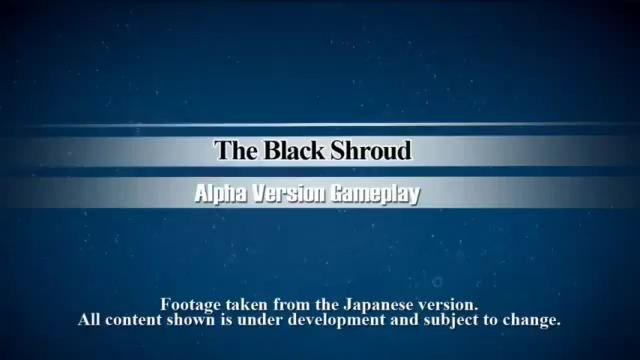 The Black Shroud
Alpha Version Gameplay
Footage taken from the Japanese version.
All content shown is under development and subject to change.